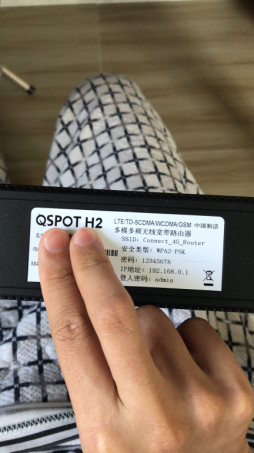 QSPOT H2
LTE/TD-SCDMA/WCDMA/GSM 中国制造
多模多频无线宽带路由器
SSID: Connect_4G_Router
安全类型: WPA2-PSK
密码: 12345678
IP地址: 192.168.0.1
登入密码: admin